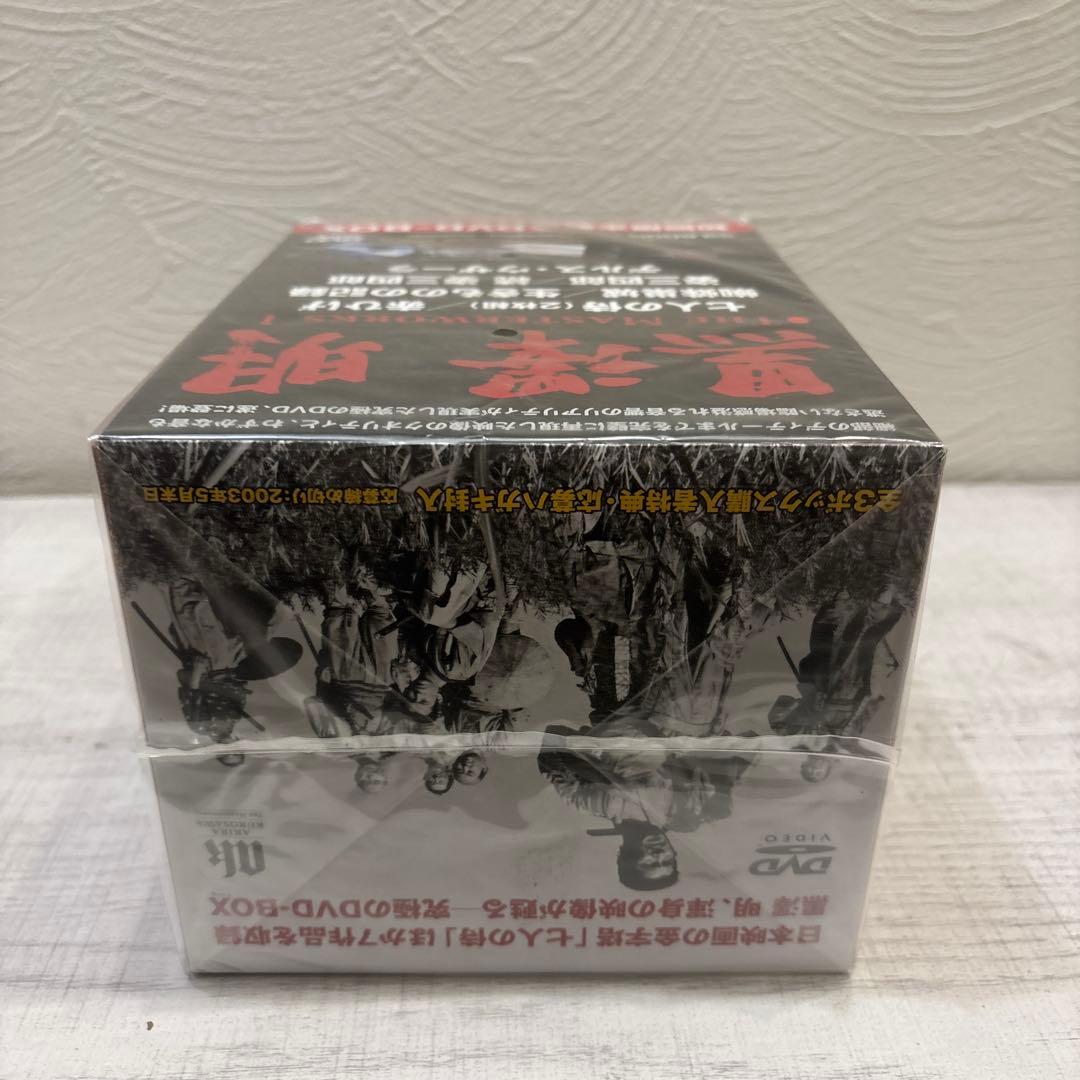 日本映画の金字塔「七人の侍」ほか7作品を収録
黒澤 明、渾身の映像が甦る―究極のDVD-BOX
DVD
VIDEO
AKIRA
KUROSAWA
全3ボックス購入者特典・応募ハガキ封入 応募締め切り:2003年5月末日
細部のディテールまでを完璧に再現した映像のクオリティと、わずかな音も
逃さない臨場感溢れる音響のリアリティが実現した究極のDVD、遂に登場!
黒澤 明
●THE MASTERWORKS 1
七人の侍(2枚組)/赤ひげ
蜘蛛巣城/生きものの記録
姿三四郎 續 姿三四郎
デルス・ウザーラ